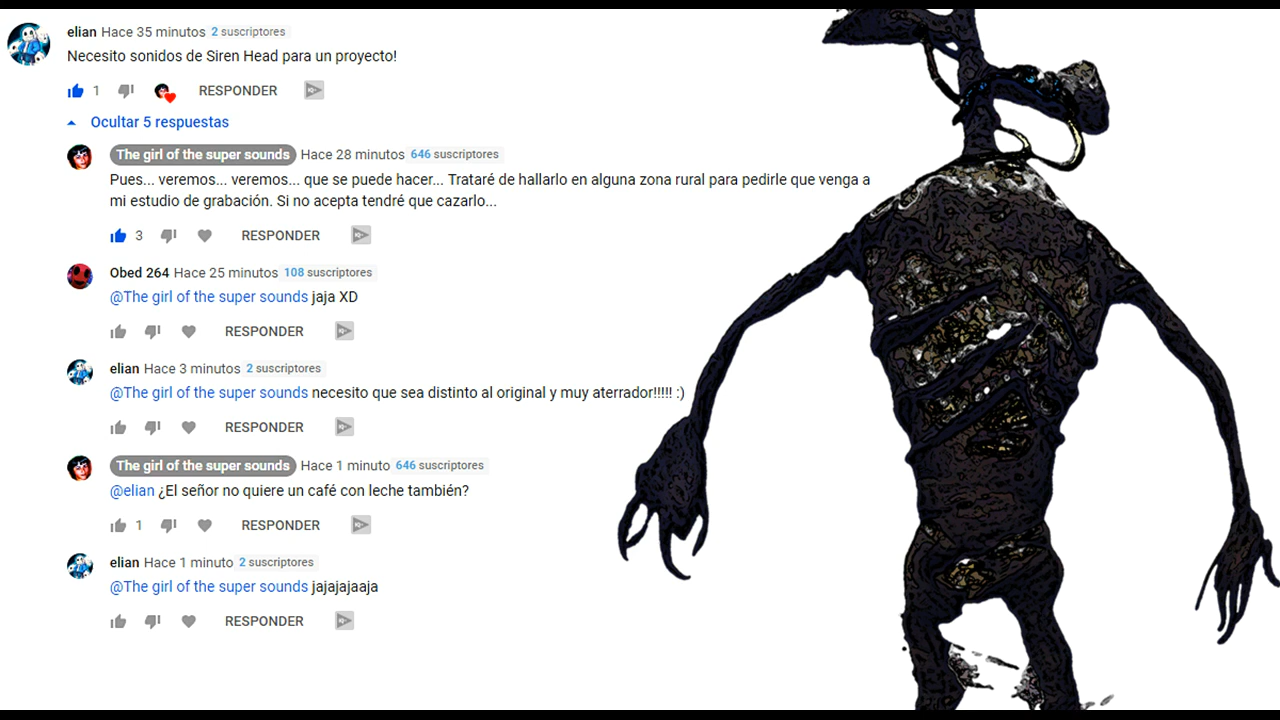 elian Hace 35 minutos 2 suscriptores
Necesito sonidos de Siren Head para un proyecto!
1 RESPONDER
Ocultar 5 respuestas
The girl of the super sounds Hace 28 minutos 646 suscriptores
Pues... veremos... veremos... que se puede hacer... Trataré de hallarlo en alguna zona rural para pedirle que venga a
mi estudio de grabación. Si no acepta tendré que cazarlo...
3 RESPONDER
Obed 264 Hace 25 minutos 108 suscriptores
@The girl of the super sounds jaja XD
RESPONDER
elian Hace 3 minutos 2 suscriptores
@The girl of the super sounds necesito que sea distinto al original y muy aterrador!!!!! :)
RESPONDER
The girl of the super sounds Hace 1 minuto 646 suscriptores
@elian ¿El señor no quiere un café con leche también?
1 RESPONDER
elian Hace 1 minuto 2 suscriptores
@The girl of the super sounds jajajajaaja
RESPONDER